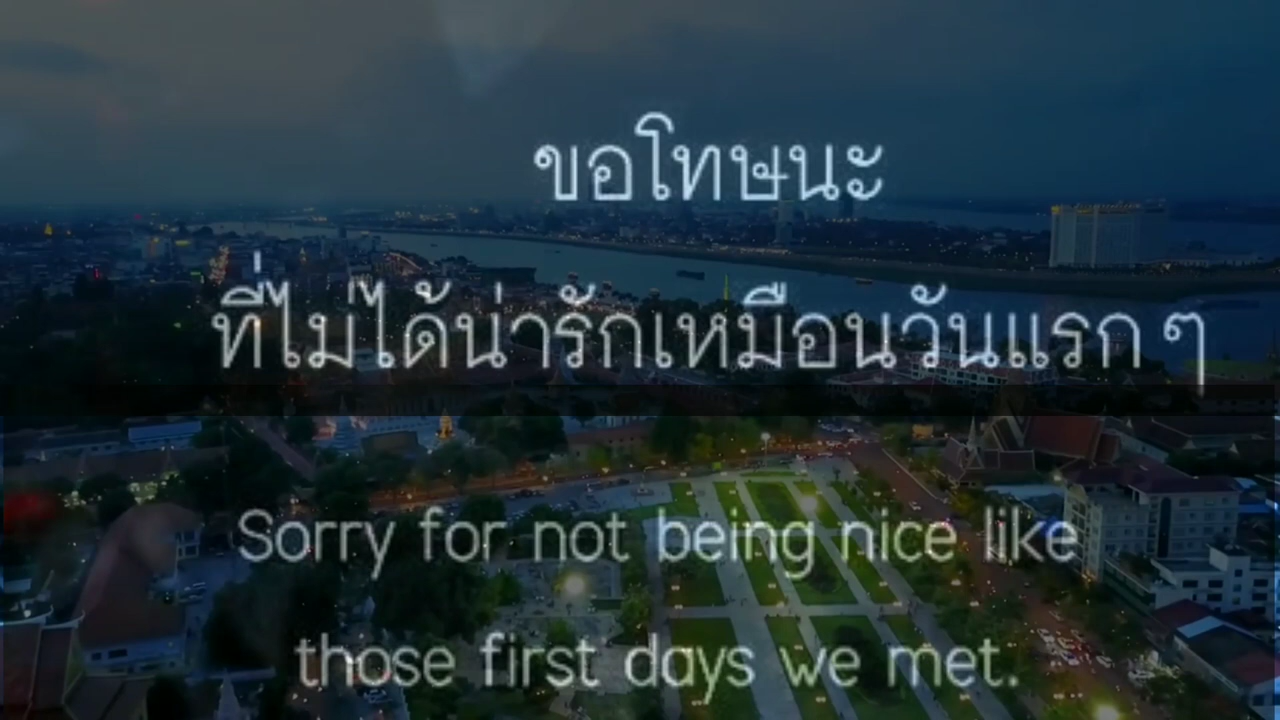 ขอโทษนะ
ที่ไม่ได้น่ารักเหมือนวันแรก ๆ
Sorry for not being nice like
those first days we met.